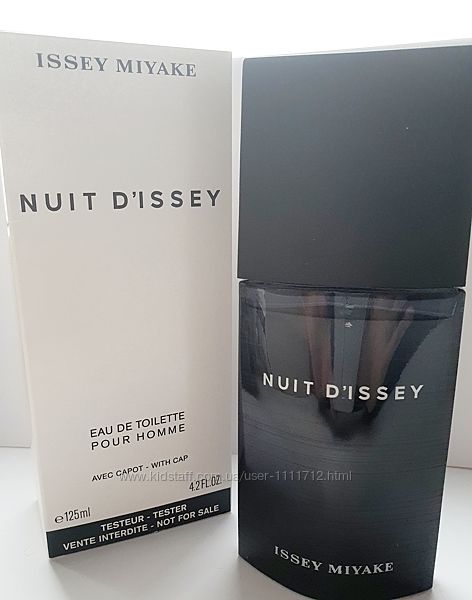 ISSEY MIYAKE
NUIT D'ISSEY
EAU DE TOILETTE
POUR HOMME
AVEC CAPOT - WITH CAP
℮125ml 4.2 FL.OZ.
TESTEUR - TESTER
VENTE INTERDITE - NOT FOR SALE
NUIT D'ISSEY
ISSEY MIYAKE
www.kidstaff.com.ua/user-1111712.html